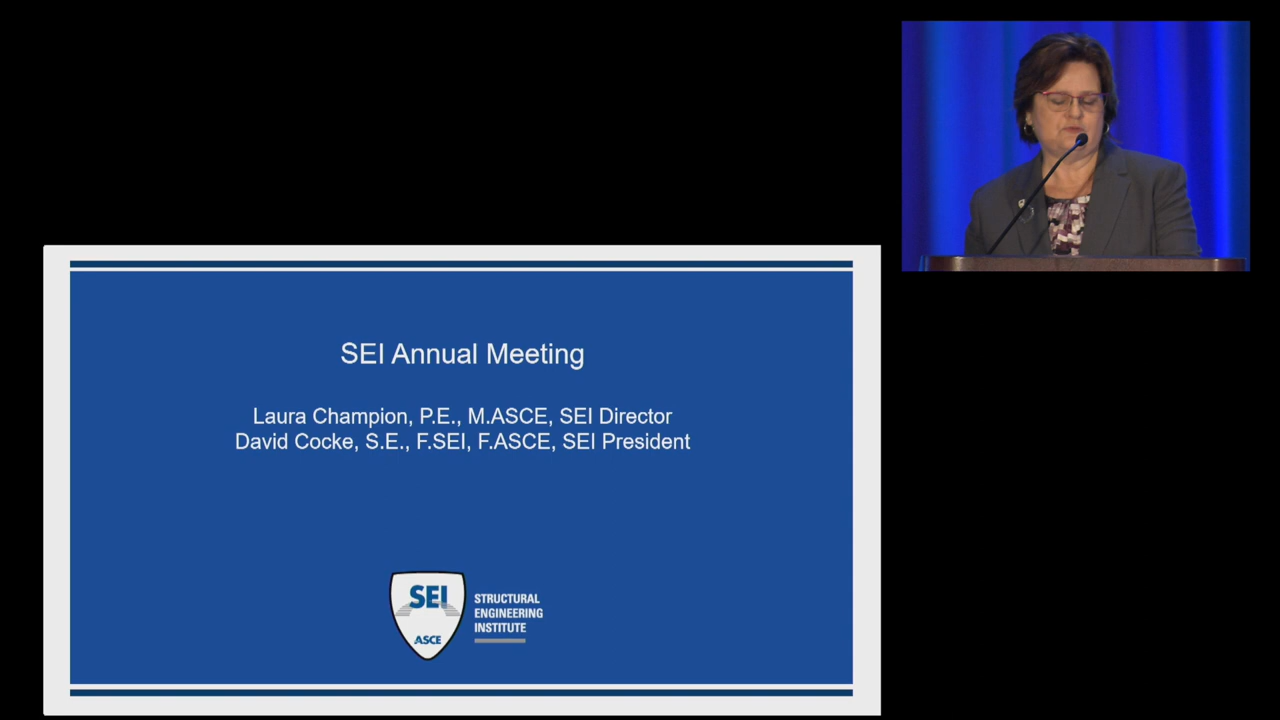 SEI Annual Meeting
Laura Champion, P.E., M.ASCE, SEI Director
David Cocke, S.E., F.SEI, F.ASCE, SEI President
SEI
ASCE
STRUCTURAL
ENGINEERING
INSTITUTE